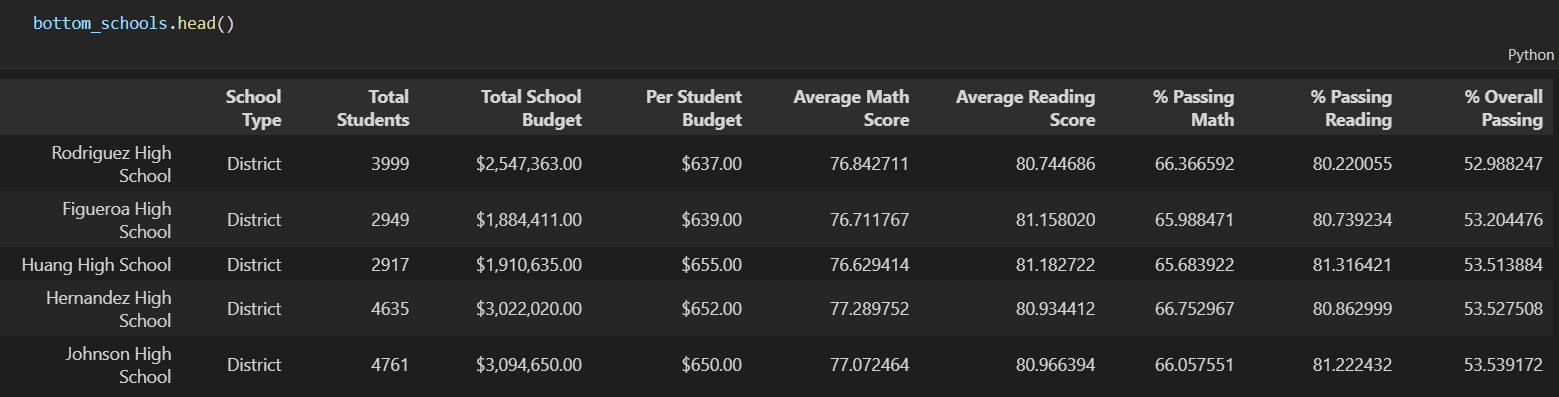 bottom_schools.head()
Python
School Type Total Students Total School Budget Per Student Budget Average Math Score Average Reading Score % Passing Math % Passing Reading % Overall Passing
Rodriguez High School District 3999 $2,547,363.00 $637.00 76.842711 80.744686 66.366592 80.220055 52.988247
Figueroa High School District 2949 $1,884,411.00 $639.00 76.711767 81.158020 65.988471 80.739234 53.204476
Huang High School District 2917 $1,910,635.00 $655.00 76.629414 81.182722 65.683922 81.316421 53.513884
Hernandez High School District 4635 $3,022,020.00 $652.00 77.289752 80.934412 66.752967 80.862999 53.527508
Johnson High School District 4761 $3,094,650.00 $650.00 77.072464 80.966394 66.057551 81.222432 53.539172